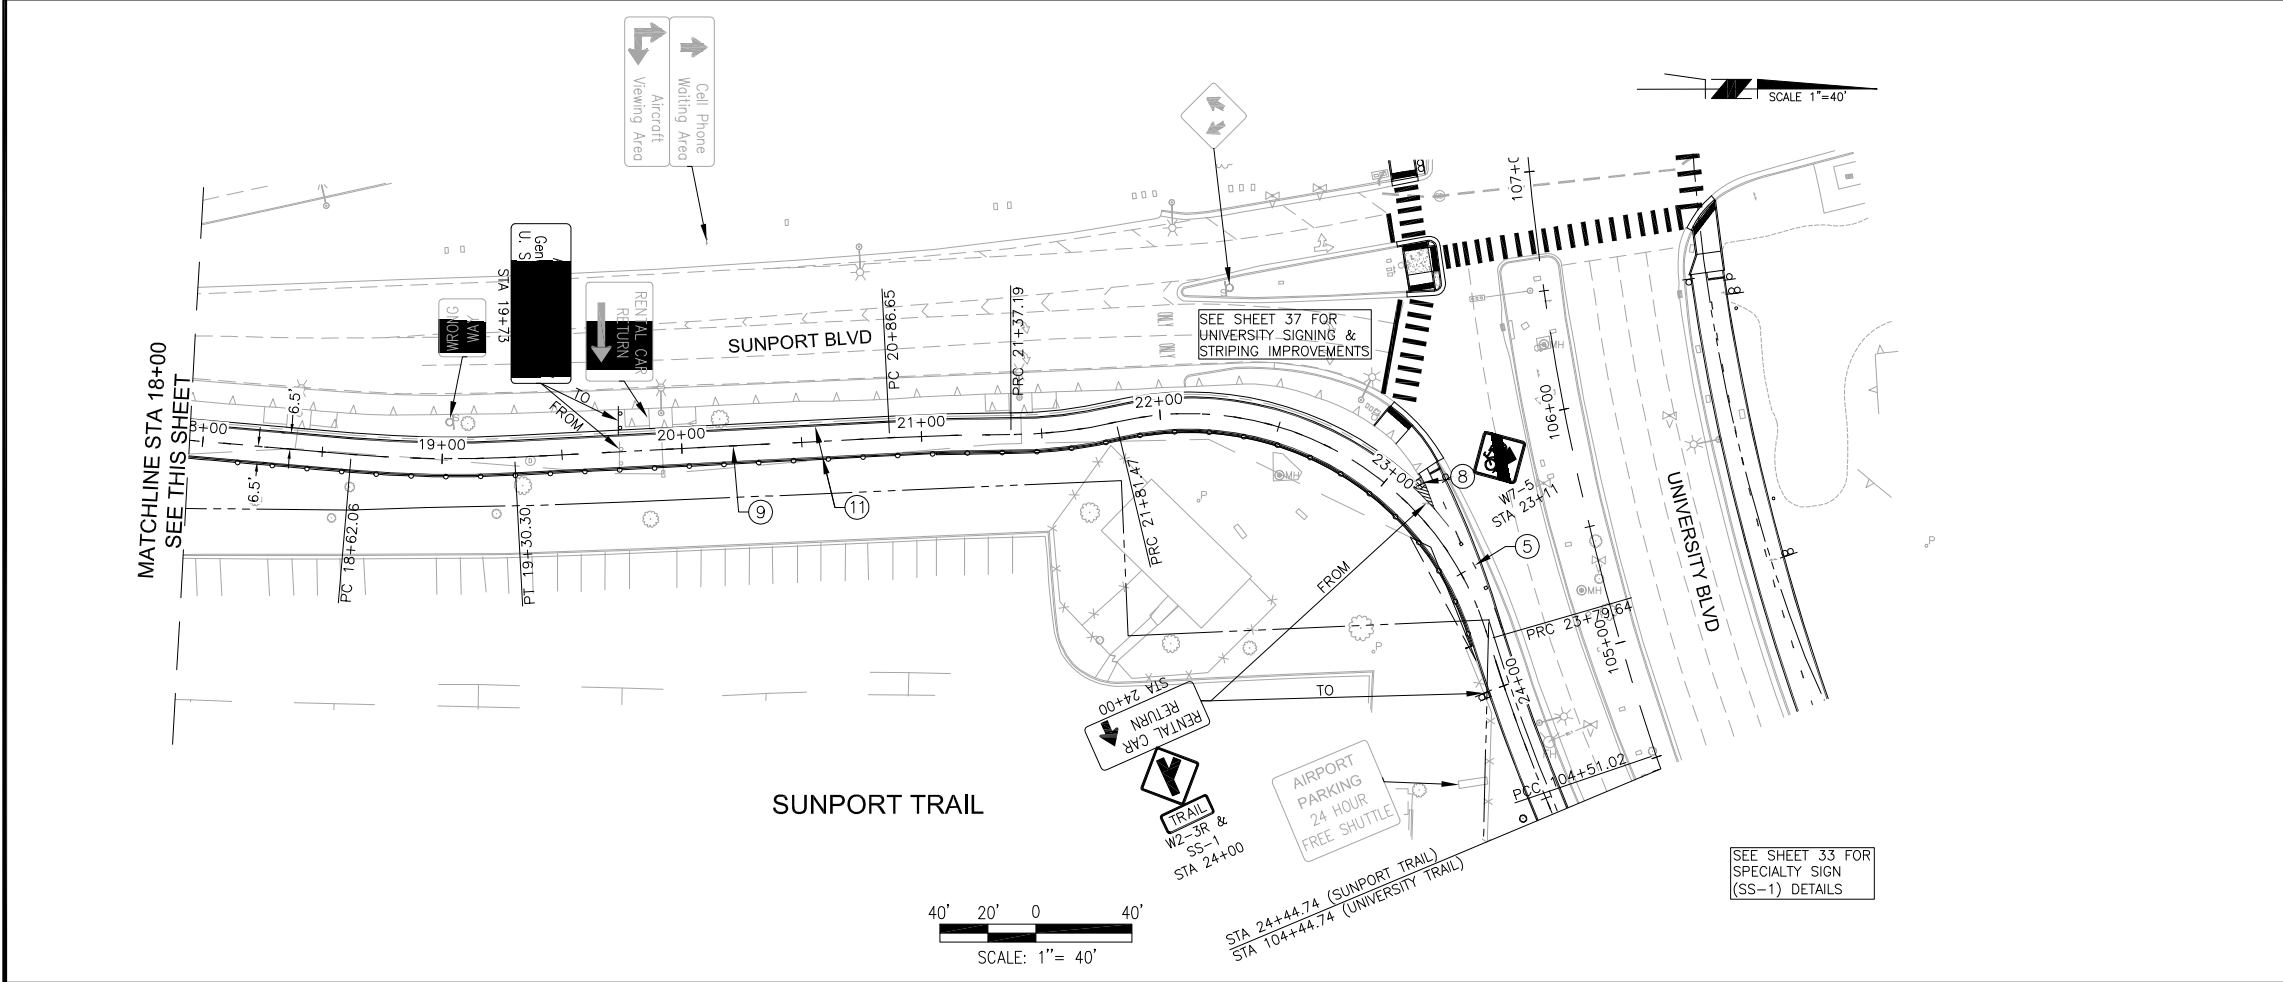 Cell Phone
Waiting Area
Aircraft
Viewing Area
SCALE 1"=40'
107+0
Gen
U. S
STA 19+73
WRONG
WAY
RENTAL CAR
RETURN
SUNPORT BLVD
PC 20+86.65
PRC 21+37.19
ONLY
ONLY
SEE SHEET 37 FOR
UNIVERSITY SIGNING &
STRIPING IMPROVEMENTS
MH
106+00
MATCHLINE STA 18+00
SEE THIS SHEET
6.5'
6.5'
TO
FROM
8+00
19+00
20+00
21+00
22+00
23+00
8
W7-5
STA 23+11
UNIVERSITY BLVD
MH
9
11
5
P
P
P
PC 18+62.06
PT 19+30.30
PRC 21+81.47
FROM
MH
PRC 23+79.64
105+00
24+00
TO
STA 24+00
RENTAL CAR
RETURN
TRAIL
W2-3R &
SS-1
STA 24+00
AIRPORT
PARKING
24 HOUR
FREE SHUTTLE
PCC 104+51.02
SUNPORT TRAIL
STA 24+44.74 (SUNPORT TRAIL)
STA 104+44.74 (UNIVERSITY TRAIL)
SEE SHEET 33 FOR
SPECIALTY SIGN
(SS-1) DETAILS
40' 20' 0 40'
SCALE: 1"= 40'